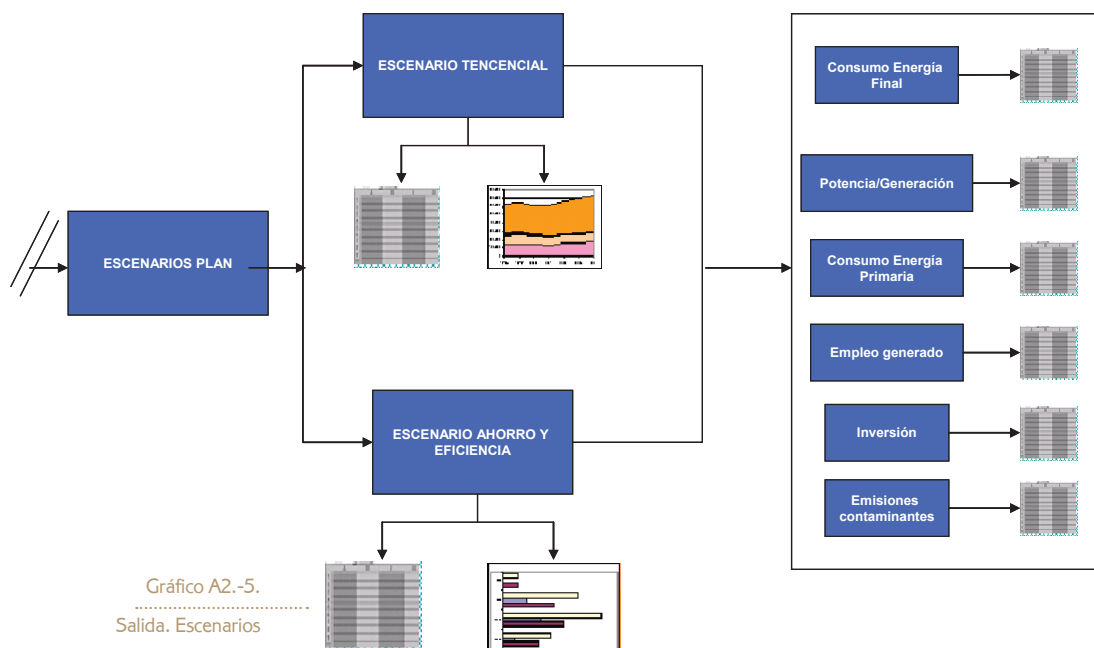 ESCENARIO TENCENCIAL
ESCENARIOS PLAN
ESCENARIO AHORRO Y
EFICIENCIA
Consumo Energía
Final
Potencia/Generación
Consumo Energía
Primaria
Empleo generado
Inversión
Emisiones
contaminantes
Gráfico A2.-5.
Salida. Escenarios